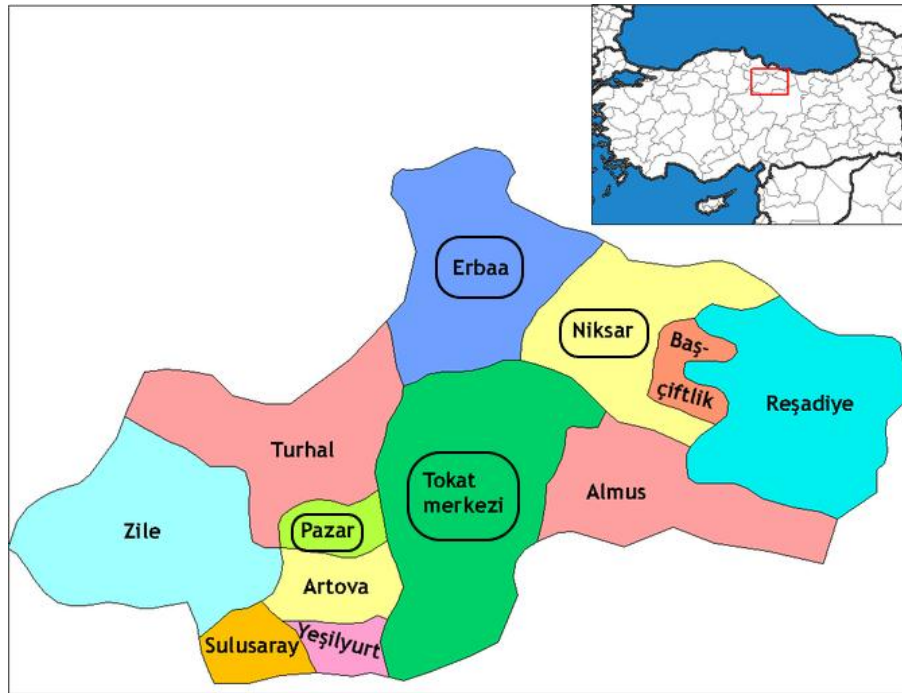 Erbaa
Niksar
Baş-
çiftlik
Reşadiye
Turhal
Tokat
merkezi
Almus
Zile
Pazar
Artova
Sulusaray
Yeşilyurt